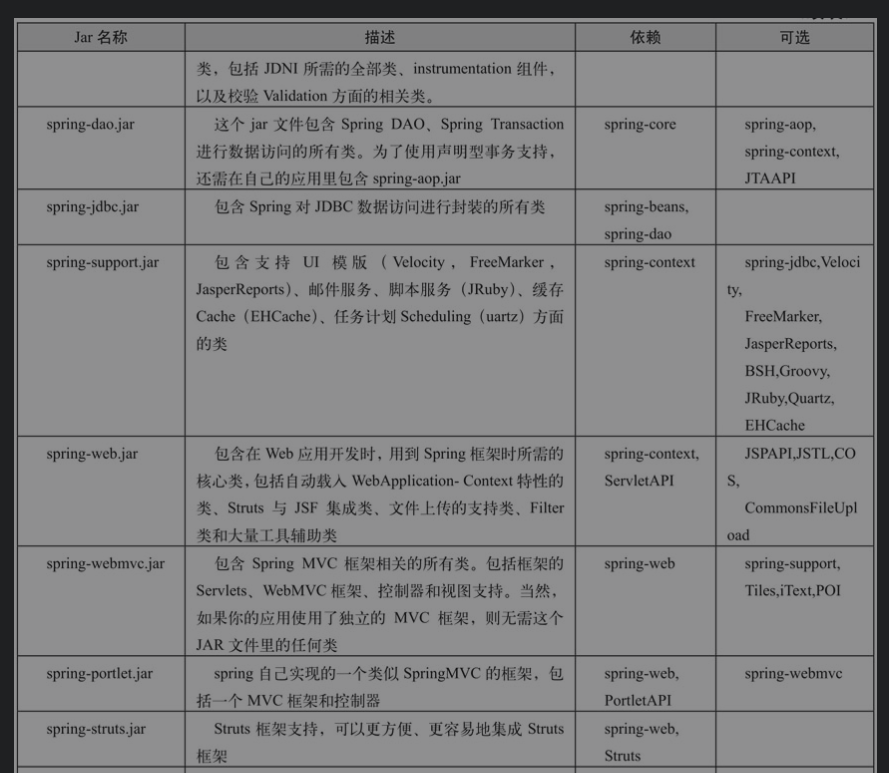 Jar 名称 描述 依赖 可选
类，包括 JDNI 所需的全部类、instrumentation 组件，
以及校验 Validation 方面的相关类。
spring-dao.jar
这个 jar 文件包含 Spring DAO、Spring Transaction
进行数据访问的所有类。为了使用声明型事务支持，
还需在自己的应用里包含 spring-aop.jar
spring-core
spring-aop,
spring-context,
JTAAPI
spring-jdbc.jar
包含 Spring 对 JDBC 数据访问进行封装的所有类
spring-beans,
spring-dao
spring-support.jar
包含支持 UI 模版（Velocity，FreeMarker，
JasperReports）、邮件服务、脚本服务（JRuby）、缓存
Cache（EHCache）、任务计划 Scheduling（uartz）方面
的类
spring-context
spring-jdbc,Veloci
ty,
FreeMarker,
JasperReports,
BSH,Groovy,
JRuby,Quartz,
EHCache
spring-web.jar
包含在 Web 应用开发时，用到 Spring 框架时所需的
核心类，包括自动载入 WebApplication- Context 特性的
类、Struts 与 JSF 集成类、文件上传的支持类、Filter
类和大量工具辅助类
spring-context,
ServletAPI
JSPAPI,JSTL,CO
S,
CommonsFileUpl
oad
spring-webmvc.jar
包含 Spring MVC 框架相关的所有类。包括框架的
Servlets、WebMVC 框架、控制器和视图支持。当然，
如果你的应用使用了独立的 MVC 框架，则无需这个
JAR 文件里的任何类
spring-web
spring-support,
Tiles,iText,POI
spring-portlet.jar
spring 自己实现的一个类似 SpringMVC 的框架，包
括一个 MVC 框架和控制器
spring-web,
PortletAPI
spring-webmvc
spring-struts.jar
Struts 框架支持，可以更方便、更容易地集成 Struts
框架
spring-web,
Struts